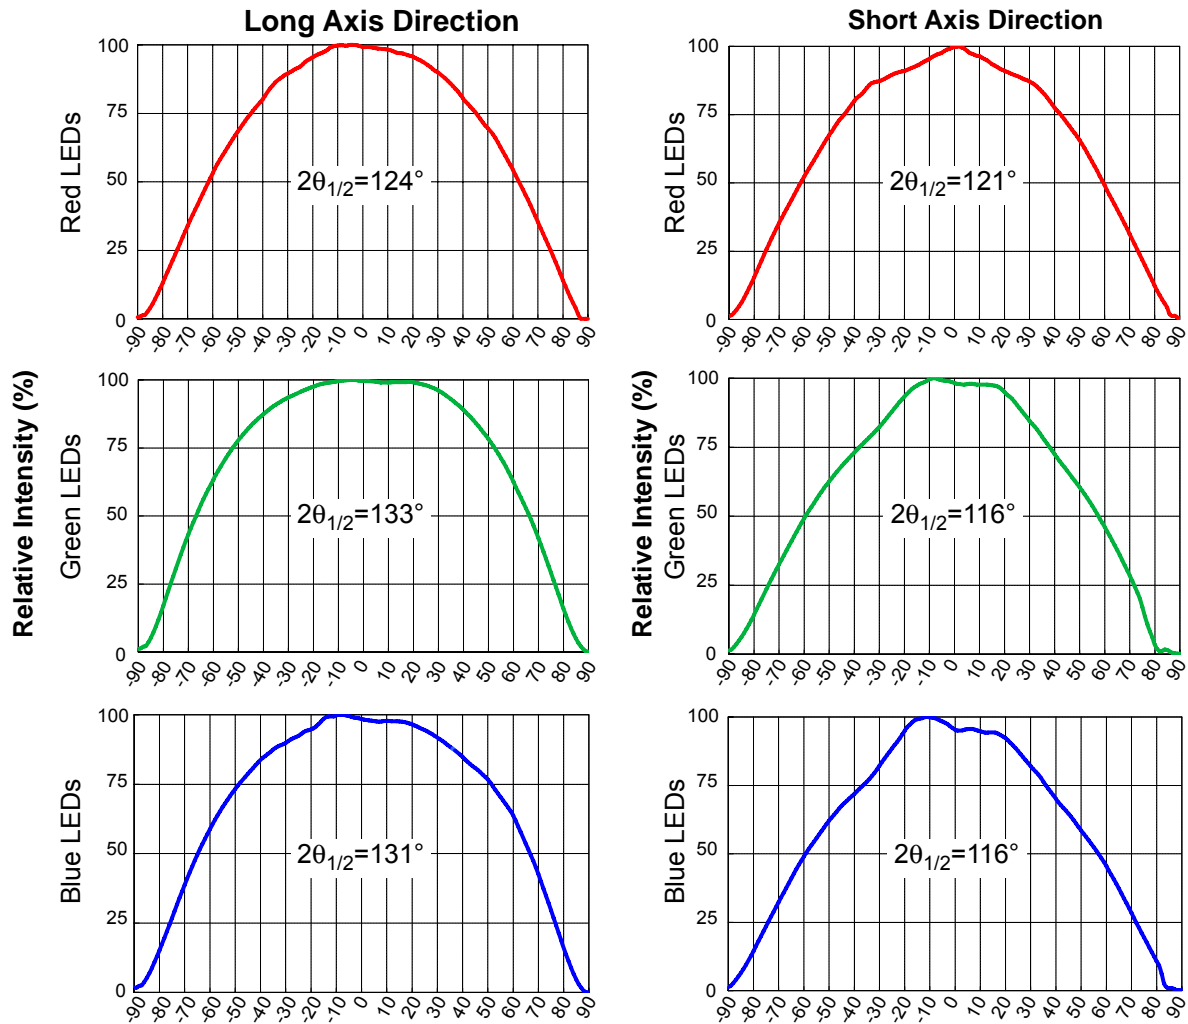 Long Axis Direction
Short Axis Direction
Relative Intensity (%)
Relative Intensity (%)
Red LEDs
100
75
50
25
0
2θ1/2=124°
-90 -80 -70 -60 -50 -40 -30 -20 -10 0 10 20 30 40 50 60 70 80 90
Red LEDs
100
75
50
25
0
2θ1/2=121°
-90 -80 -70 -60 -50 -40 -30 -20 -10 0 10 20 30 40 50 60 70 80 90
Green LEDs
100
75
50
25
0
2θ1/2=133°
-90 -80 -70 -60 -50 -40 -30 -20 -10 0 10 20 30 40 50 60 70 80 90
Green LEDs
100
75
50
25
0
2θ1/2=116°
-90 -80 -70 -60 -50 -40 -30 -20 -10 0 10 20 30 40 50 60 70 80 90
Blue LEDs
100
75
50
25
0
2θ1/2=131°
-90 -80 -70 -60 -50 -40 -30 -20 -10 0 10 20 30 40 50 60 70 80 90
Blue LEDs
100
75
50
25
0
2θ1/2=116°
-90 -80 -70 -60 -50 -40 -30 -20 -10 0 10 20 30 40 50 60 70 80 90